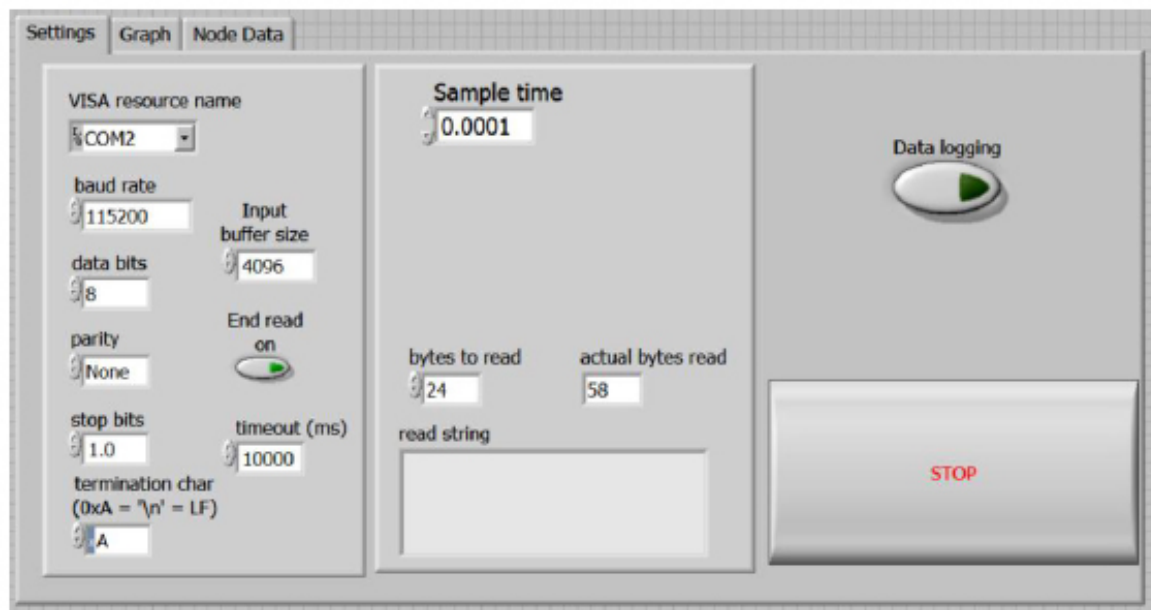 Settings
Graph
Node Data
VISA resource name
COM2
baud rate
115200
Input
buffer size
4096
data bits
8
parity
None
End read
on
stop bits
1.0
timeout (ms)
10000
termination char
(0xA = '\n' = LF)
A
Sample time
0.0001
bytes to read
24
actual bytes read
58
read string
Data logging
STOP